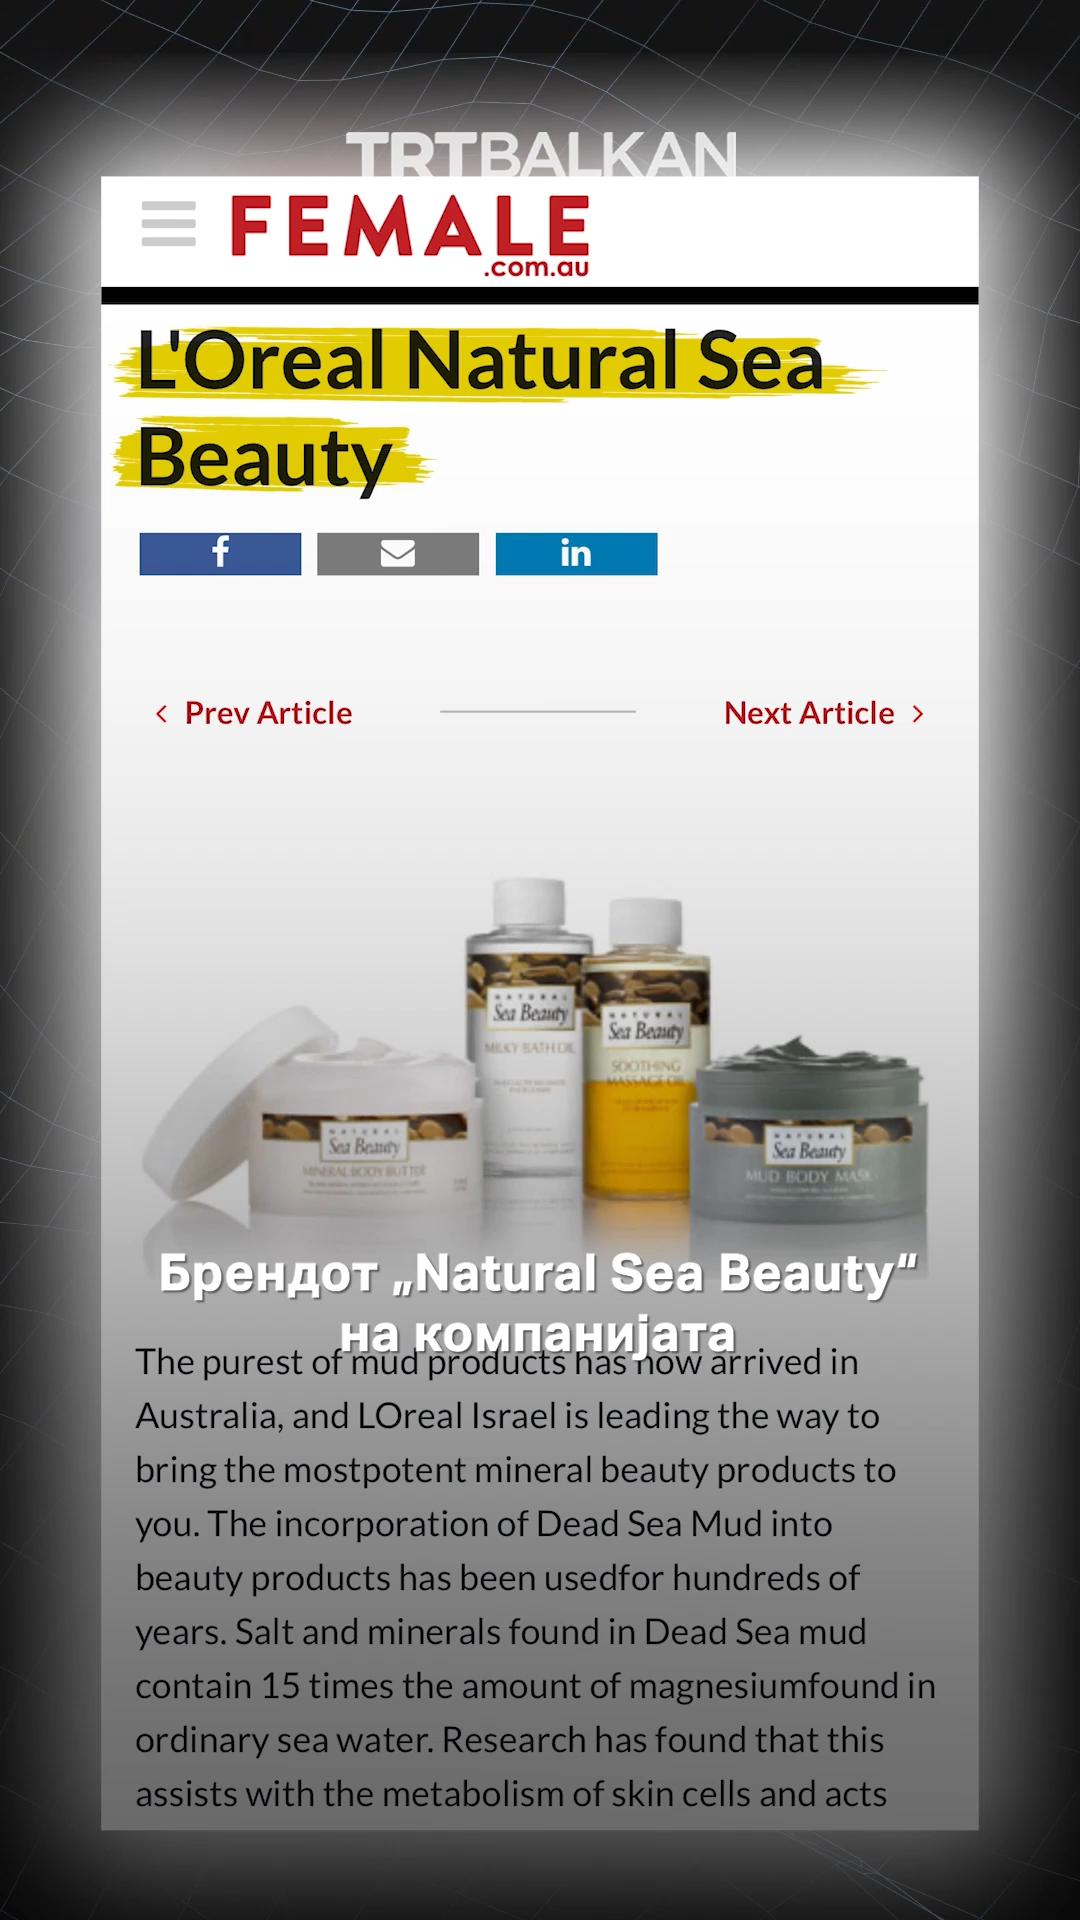 TRTBALKAN
FEMALE
.com.au
L'Oreal Natural Sea
Beauty
Prev Article
Next Article
NATURAL
Sea Beauty
MILKY BATH OIL
NATURAL
Sea Beauty
SOOTHING
MASSAGE OIL
NATURAL
Sea Beauty
MINERAL BODY BUTTER
NATURAL
Sea Beauty
MUD BODY MASK
Брендот „Natural Sea Beauty“
на компанијата
The purest of mud products has now arrived in
Australia, and LOreal Israel is leading the way to
bring the mostpotent mineral beauty products to
you. The incorporation of Dead Sea Mud into
beauty products has been usedfor hundreds of
years. Salt and minerals found in Dead Sea mud
contain 15 times the amount of magnesiumfound in
ordinary sea water. Research has found that this
assists with the metabolism of skin cells and acts